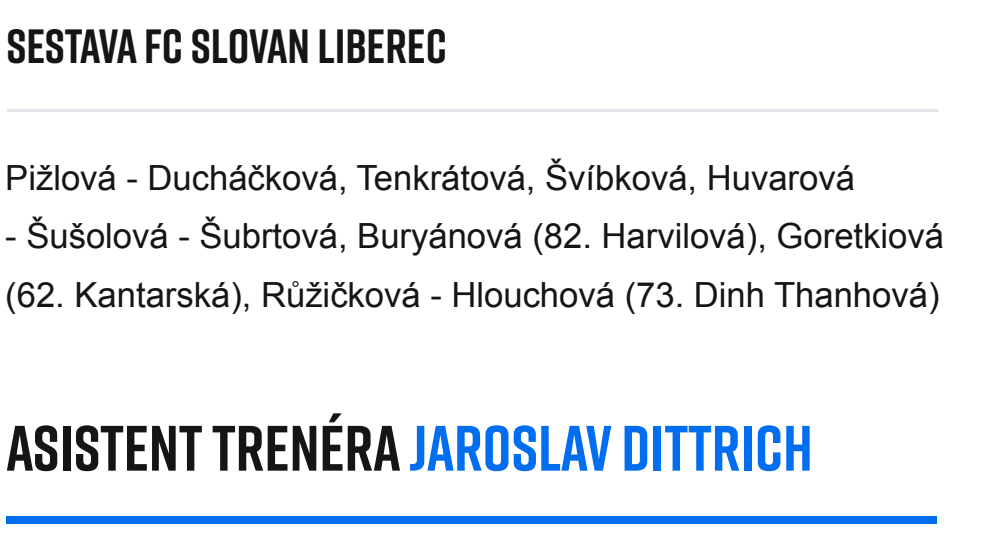 SESTAVA FC SLOVAN LIBEREC
Pižlová - Ducháčková, Tenkrátová, Švíbková, Huvarová
- Šušolová - Šubrtová, Buryánová (82. Harvilová), Goretkiová
(62. Kantarská), Růžičková - Hlouchová (73. Dinh Thanhová)
ASISTENT TRENÉRA JAROSLAV DITTRICH